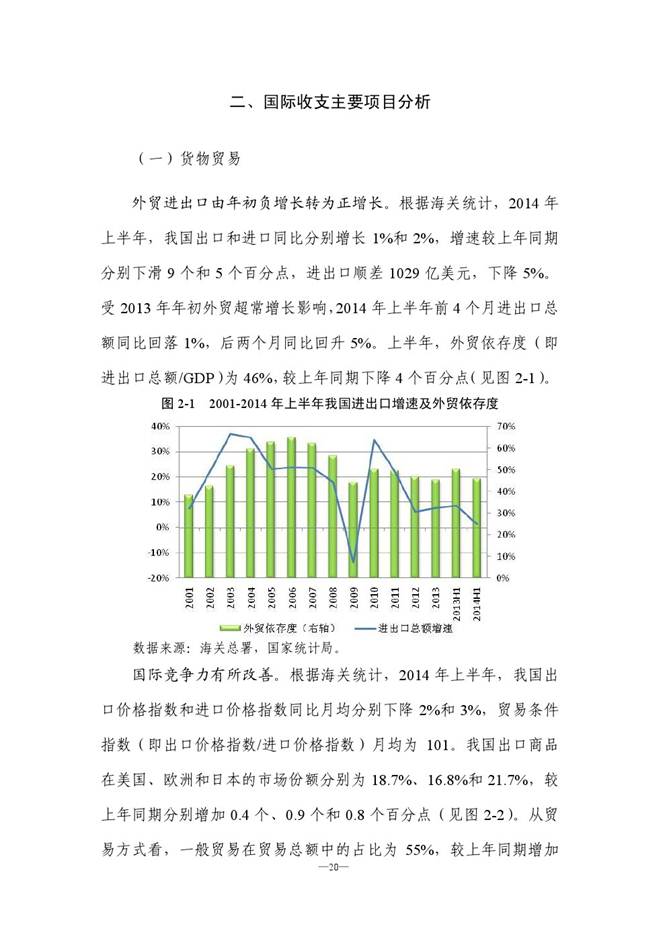 二、国际收支主要项目分析
（一）货物贸易
外贸进出口由年初负增长转为正增长。根据海关统计，2014 年
上半年，我国出口和进口同比分别增长 1%和 2%，增速较上年同期
分别下滑 9 个和 5 个百分点，进出口顺差 1029 亿美元，下降 5%。
受 2013 年年初外贸超常增长影响，2014 年上半年前 4 个月进出口总
额同比回落 1%，后两个月同比回升 5%。上半年，外贸依存度（即
进出口总额/GDP）为 46%，较上年同期下降 4 个百分点（见图 2-1）。
图 2-1 2001-2014 年上半年我国进出口增速及外贸依存度
40%
30%
20%
10%
0%
-10%
-20%
70%
60%
50%
40%
30%
20%
10%
0%
2001
2002
2003
2004
2005
2006
2007
2008
2009
2010
2011
2012
2013
2013H1
2014H1
外贸依存度（右轴）
进出口总额增速
数据来源：海关总署，国家统计局。
国际竞争力有所改善。根据海关统计，2014 年上半年，我国出
口价格指数和进口价格指数同比月均分别下降 2%和 3%，贸易条件
指数（即出口价格指数/进口价格指数）月均为 101。我国出口商品
在美国、欧洲和日本的市场份额分别为 18.7%、16.8%和 21.7%，较
上年同期分别增加 0.4 个、0.9 个和 0.8 个百分点（见图 2-2）。从贸
易方式看，一般贸易在贸易总额中的占比为 55%，较上年同期增加
—20—